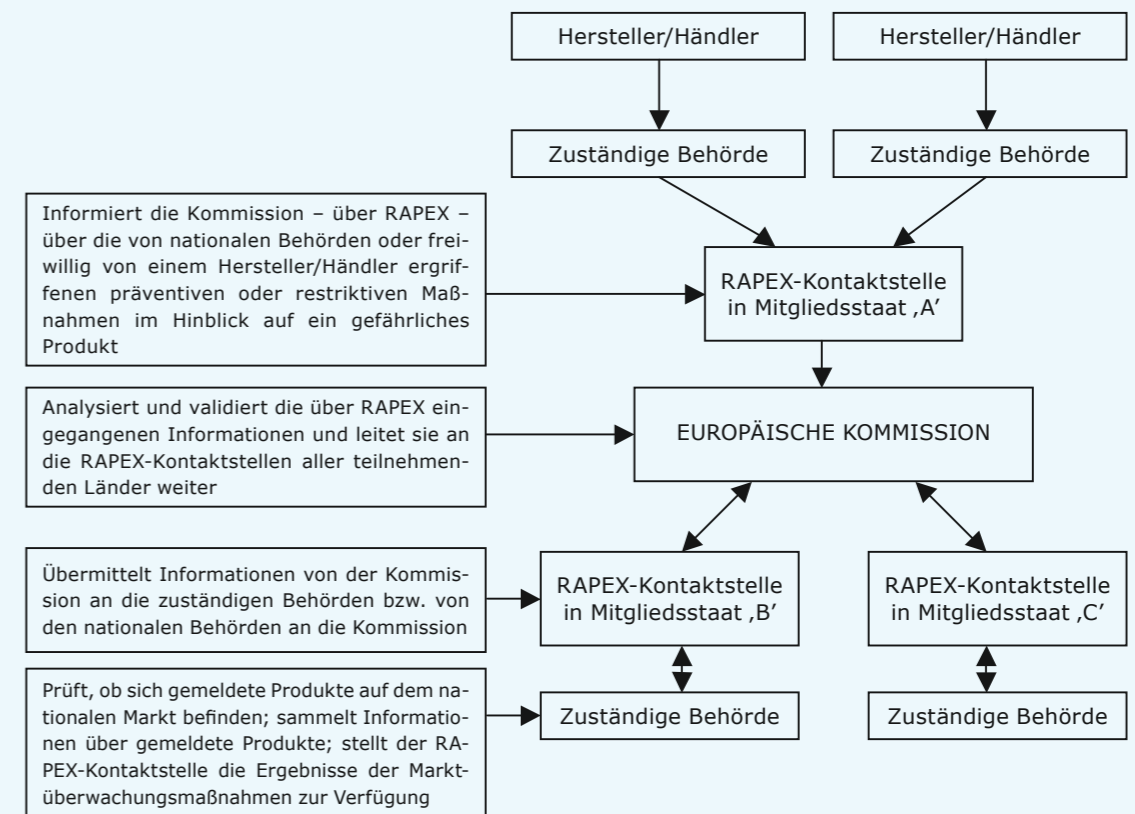 Hersteller/Händler
Hersteller/Händler
Zuständige Behörde
Zuständige Behörde
Informiert die Kommission – über RAPEX –
über die von nationalen Behörden oder frei-
willig von einem Hersteller/Händler ergrif-
fenen präventiven oder restriktiven Maß-
nahmen im Hinblick auf ein gefährliches
Produkt
RAPEX-Kontaktstelle
in Mitgliedsstaat ‚A’
Analysiert und validiert die über RAPEX ein-
gegangenen Informationen und leitet sie an
die RAPEX-Kontaktstellen aller teilnehmen-
den Länder weiter
EUROPÄISCHE KOMMISSION
Übermittelt Informationen von der Kommis-
sion an die zuständigen Behörden bzw. von
den nationalen Behörden an die Kommission
RAPEX-Kontaktstelle
in Mitgliedsstaat ‚B’
RAPEX-Kontaktstelle
in Mitgliedsstaat ‚C’
Prüft, ob sich gemeldete Produkte auf dem na-
tionalen Markt befinden; sammelt Informatio-
nen über gemeldete Produkte; stellt der RA-
PEX-Kontaktstelle die Ergebnisse der Markt-
überwachungsmaßnahmen zur Verfügung
Zuständige Behörde
Zuständige Behörde